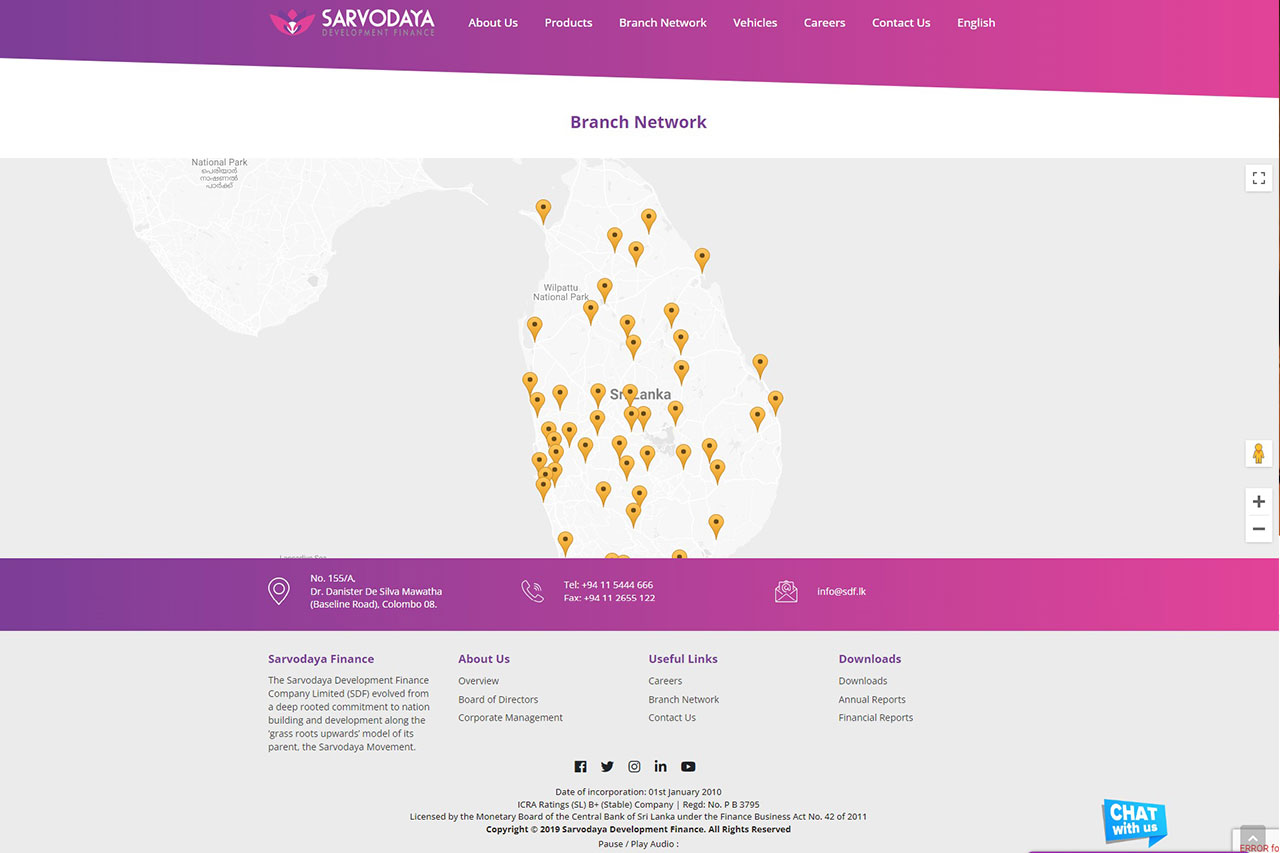 SARVODAYA
DEVELOPMENT FINANCE
About Us Products Branch Network Vehicles Careers Contact Us English
Branch Network
National Park
பெரியார்
நாஷணல்
பார்க்
Wilpattu
National Park
Sri Lanka
Laccadive Sea
No. 155/A,
Dr. Danister De Silva Mawatha
(Baseline Road), Colombo 08.
Tel: +94 11 5444 666
Fax: +94 11 2655 122
info@sdf.lk
Sarvodaya Finance
The Sarvodaya Development Finance
Company Limited (SDF) evolved from
a deep rooted commitment to nation
building and development along the
‘grass roots upwards’ model of its
parent, the Sarvodaya Movement.
About Us
Overview
Board of Directors
Corporate Management
Useful Links
Careers
Branch Network
Contact Us
Downloads
Downloads
Annual Reports
Financial Reports
Date of incorporation: 01st January 2010
ICRA Ratings (SL) B+ (Stable) Company | Regd: No. P B 3795
Licensed by the Monetary Board of the Central Bank of Sri Lanka under the Finance Business Act No. 42 of 2011
Copyright © 2019 Sarvodaya Development Finance. All Rights Reserved
Pause / Play Audio :
CHAT
with us
ERROR fo